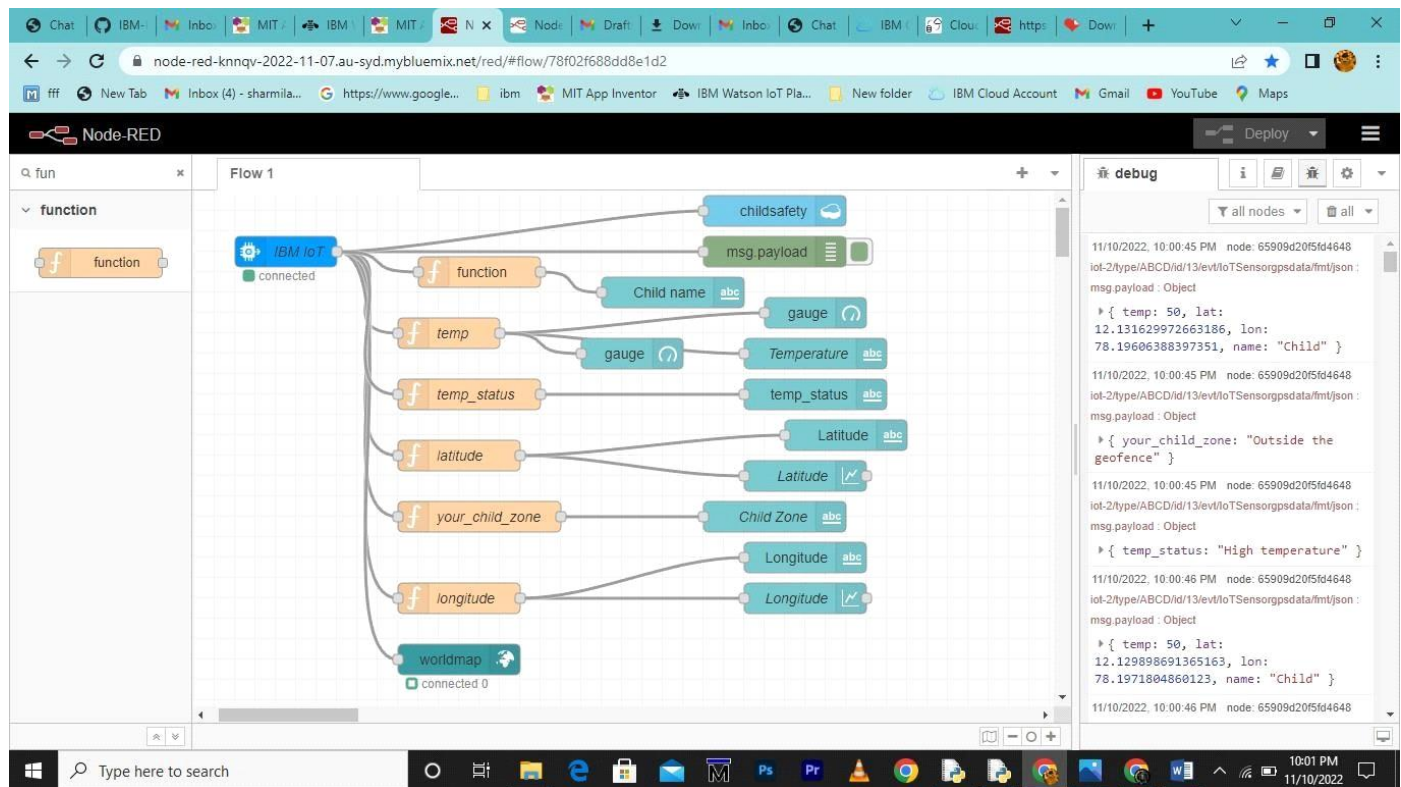 Chat
IBM-
Inbo
MIT A
IBM W
MIT A
N
Node
Draft
Down
Inbo
Chat
IBM C
Clou
https
Down
node-red-knnqv-2022-11-07.au-syd.mybluemix.net/red/#flow/78f02f688dd8e1d2
fff
New Tab
Inbox (4) - sharmila...
https://www.google...
ibm
MIT App Inventor
IBM Watson IoT Pla...
New folder
IBM Cloud Account
Gmail
YouTube
Maps
Node-RED
Deploy
fun
Flow 1
debug
function
function
all nodes
all
IBM IoT
connected
childsafety
msg.payload
function
Child name
abc
temp
gauge
gauge
Temperature
abc
temp_status
temp_status
abc
latitude
Latitude
abc
Latitude
your_child_zone
Child Zone
abc
longitude
Longitude
abc
Longitude
worldmap
connected 0
11/10/2022, 10:00:45 PM node: 65909d20f5fd4648
iot-2/type/ABCD/id/13/evt/IoTSensorgpsdata/fmt/json :
msg.payload : Object
{ temp: 50, lat:
12.131629972663186, lon:
78.19606388397351, name: "Child" }
11/10/2022, 10:00:45 PM node: 65909d20f5fd4648
iot-2/type/ABCD/id/13/evt/IoTSensorgpsdata/fmt/json :
msg.payload : Object
{ your_child_zone: "Outside the
geofence" }
11/10/2022, 10:00:45 PM node: 65909d20f5fd4648
iot-2/type/ABCD/id/13/evt/IoTSensorgpsdata/fmt/json :
msg.payload : Object
{ temp_status: "High temperature" }
11/10/2022, 10:00:46 PM node: 65909d20f5fd4648
iot-2/type/ABCD/id/13/evt/IoTSensorgpsdata/fmt/json :
msg.payload : Object
{ temp: 50, lat:
12.129898691365163, lon:
78.1971804860123, name: "Child" }
11/10/2022, 10:00:46 PM node: 65909d20f5fd4648
Type here to search
Ps
Pr
10:01 PM
11/10/2022